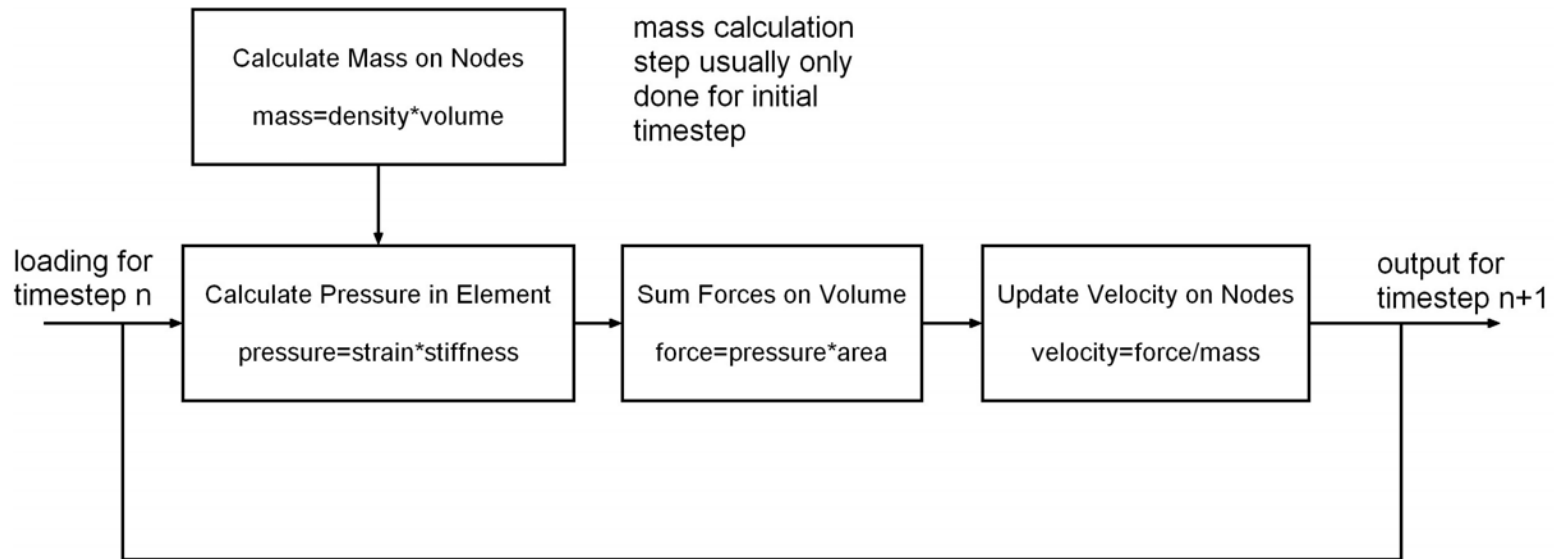 Calculate Mass on Nodes
mass=density*volume
mass calculation
step usually only
done for initial
timestep
loading for
timestep n
Calculate Pressure in Element
pressure=strain*stiffness
Sum Forces on Volume
force=pressure*area
Update Velocity on Nodes
velocity=force/mass
output for
timestep n+1